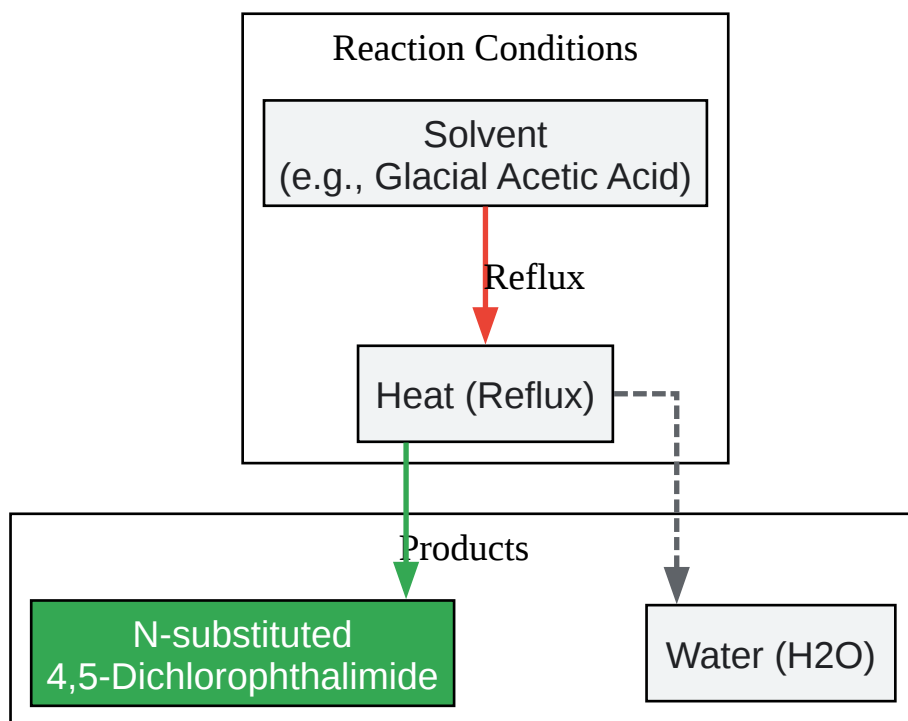 Reaction Conditions
Solvent
(e.g., Glacial Acetic Acid)
Reflux
Heat (Reflux)
Products
N-substituted
4,5-Dichlorophthalimide
Water (H2O)